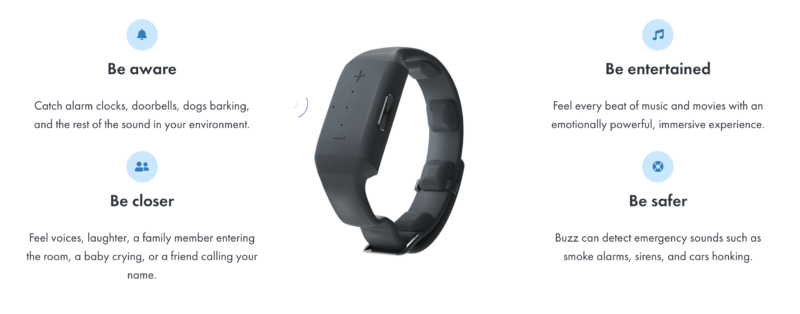 Be aware
Catch alarm clocks, doorbells, dogs barking,
and the rest of the sound in your environment.
Be closer
Feel voices, laughter, a family member entering
the room, a baby crying, or a friend calling your
name.
Be entertained
Feel every beat of music and movies with an
emotionally powerful, immersive experience.
Be safer
Buzz can detect emergency sounds such as
smoke alarms, sirens, and cars honking.